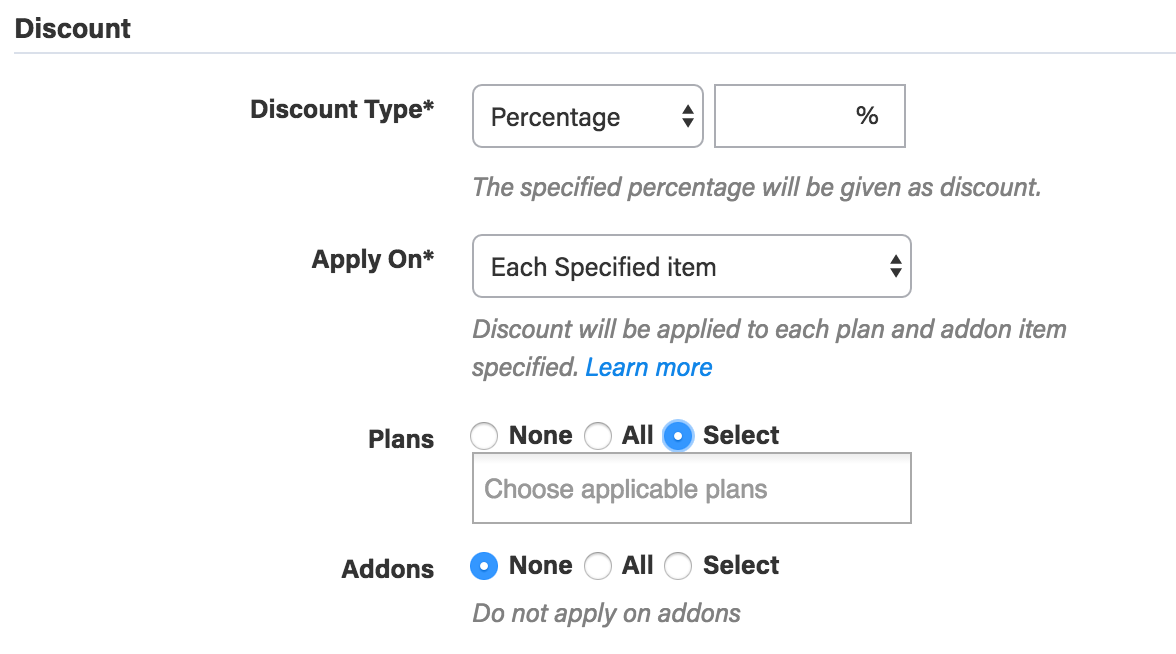 Discount
Discount Type* Percentage %
The specified percentage will be given as discount.
Apply On* Each Specified item
Discount will be applied to each plan and addon item
specified. Learn more
Plans None All Select
Choose applicable plans
Addons None All Select
Do not apply on addons